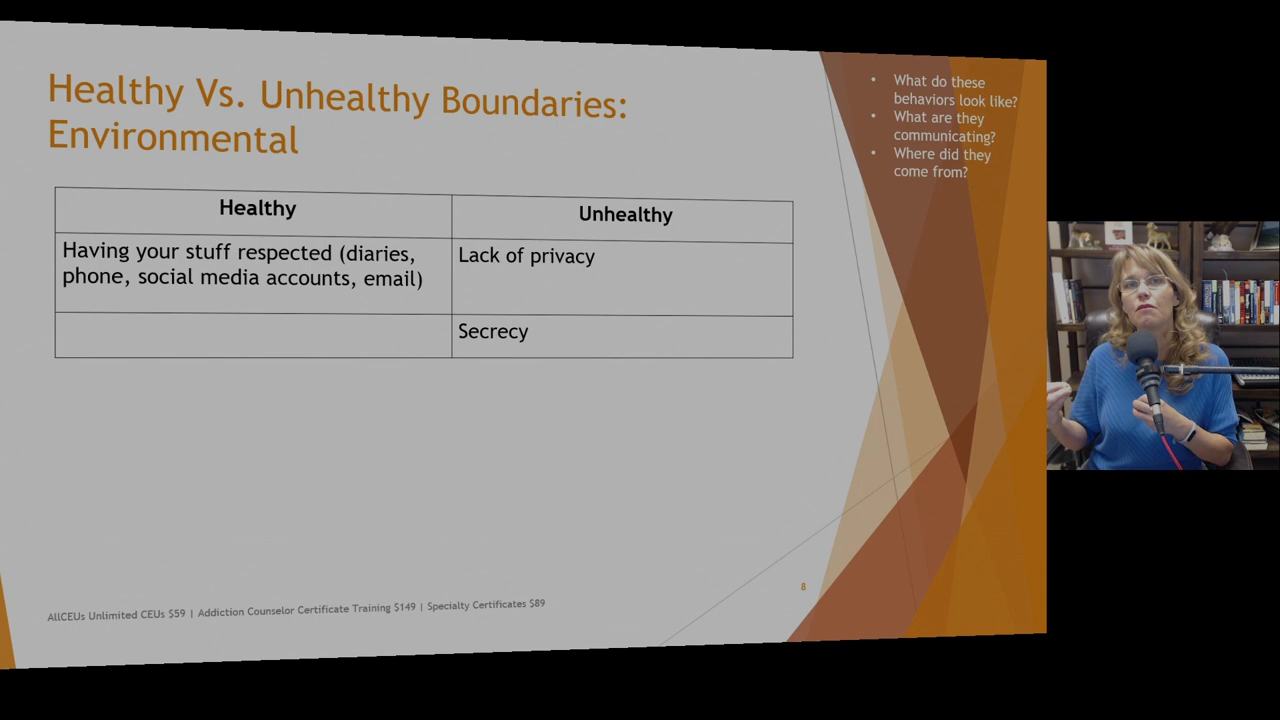 Healthy Vs. Unhealthy Boundaries:
Environmental
• What do these
behaviors look like?
• What are they
communicating?
• Where did they
come from?
Healthy
Unhealthy
Having your stuff respected (diaries,
phone, social media accounts, email)
Lack of privacy
Secrecy
8
AllCEUs Unlimited CEUs $59 | Addiction Counselor Certificate Training $149 | Specialty Certificates $89